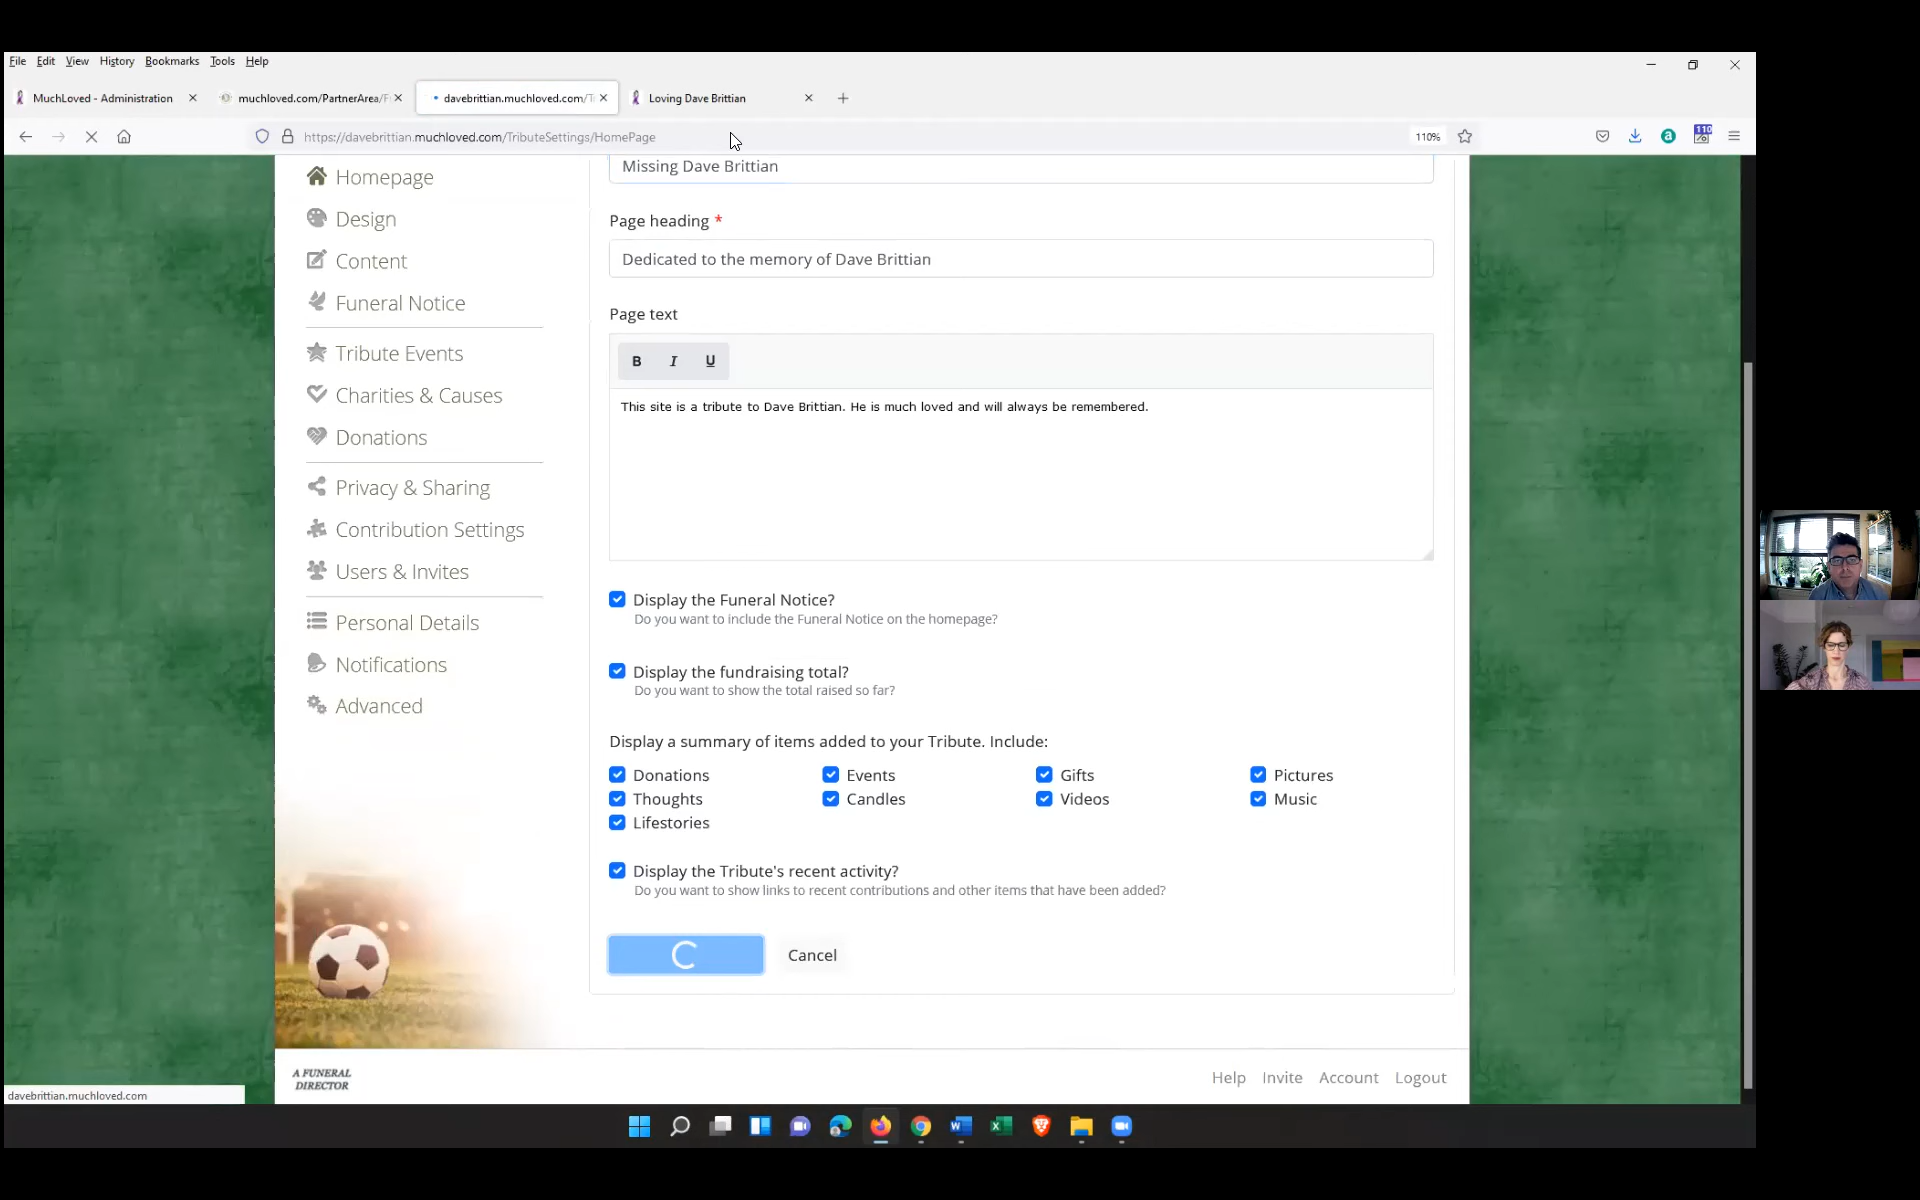 File Edit View History Bookmarks Tools Help
MuchLoved - Administration
muchloved.com/PartnerArea/F
davebrittian.muchloved.com/T
Loving Dave Brittian
https://davebrittian.muchloved.com/TributeSettings/HomePage
110%
110
Homepage
Design
Content
Funeral Notice
Tribute Events
Charities & Causes
Donations
Privacy & Sharing
Contribution Settings
Users & Invites
Personal Details
Notifications
Advanced
Missing Dave Brittian
Page heading *
Dedicated to the memory of Dave Brittian
Page text
B I U
This site is a tribute to Dave Brittian. He is much loved and will always be remembered.
Display the Funeral Notice?
Do you want to include the Funeral Notice on the homepage?
Display the fundraising total?
Do you want to show the total raised so far?
Display a summary of items added to your Tribute. Include:
Donations Events Gifts Pictures
Thoughts Candles Videos Music
Lifestories
Display the Tribute's recent activity?
Do you want to show links to recent contributions and other items that have been added?
Cancel
A FUNERAL
DIRECTOR
Help Invite Account Logout
davebrittian.muchloved.com